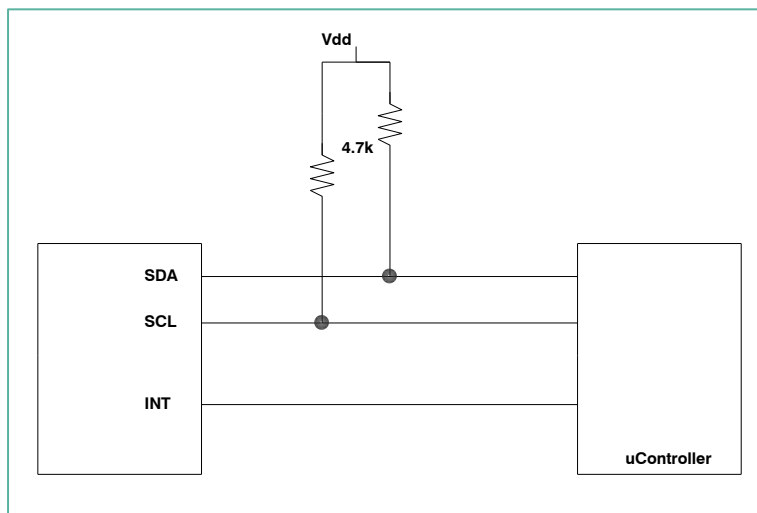 Vdd
4.7k
SDA
SCL
INT
uController